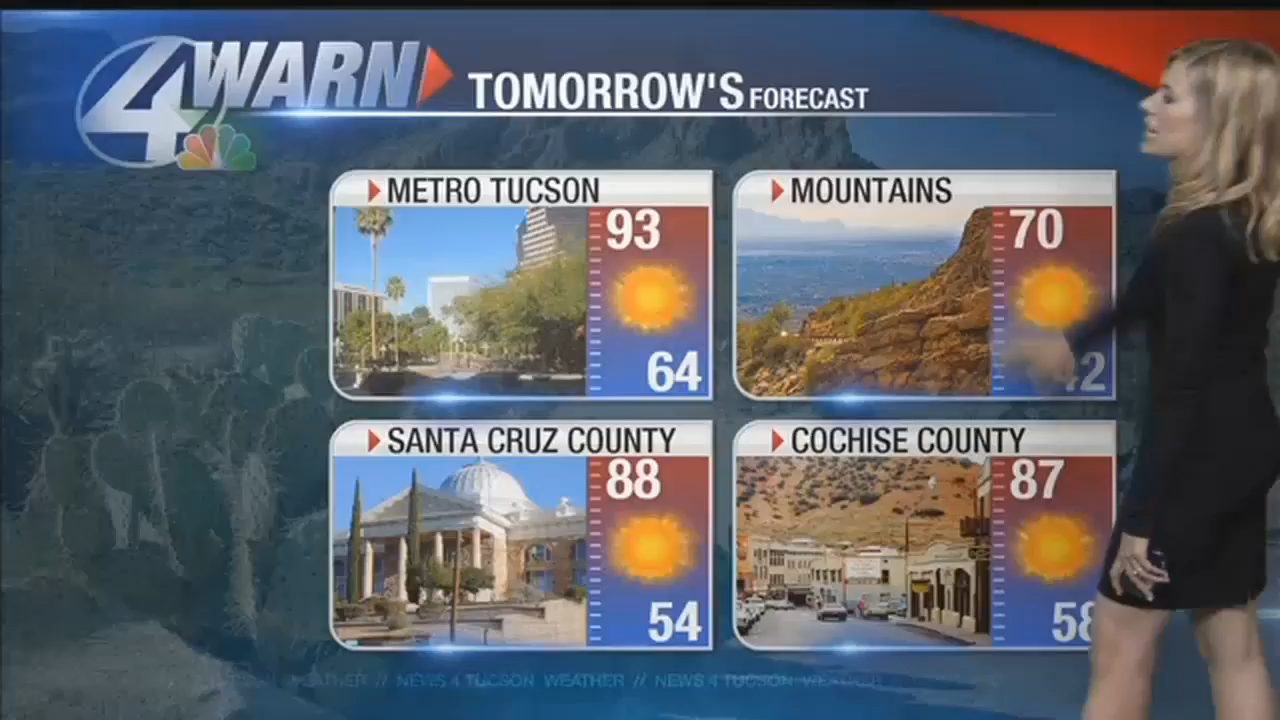 4WARN
TOMORROW'S FORECAST
METRO TUCSON
93
64
MOUNTAINS
70
SANTA CRUZ COUNTY
88
54
COCHISE COUNTY
87
58
WEATHER // NEWS 4 TUCSON WEATHER // NEWS 4 TUCSON WEATHER